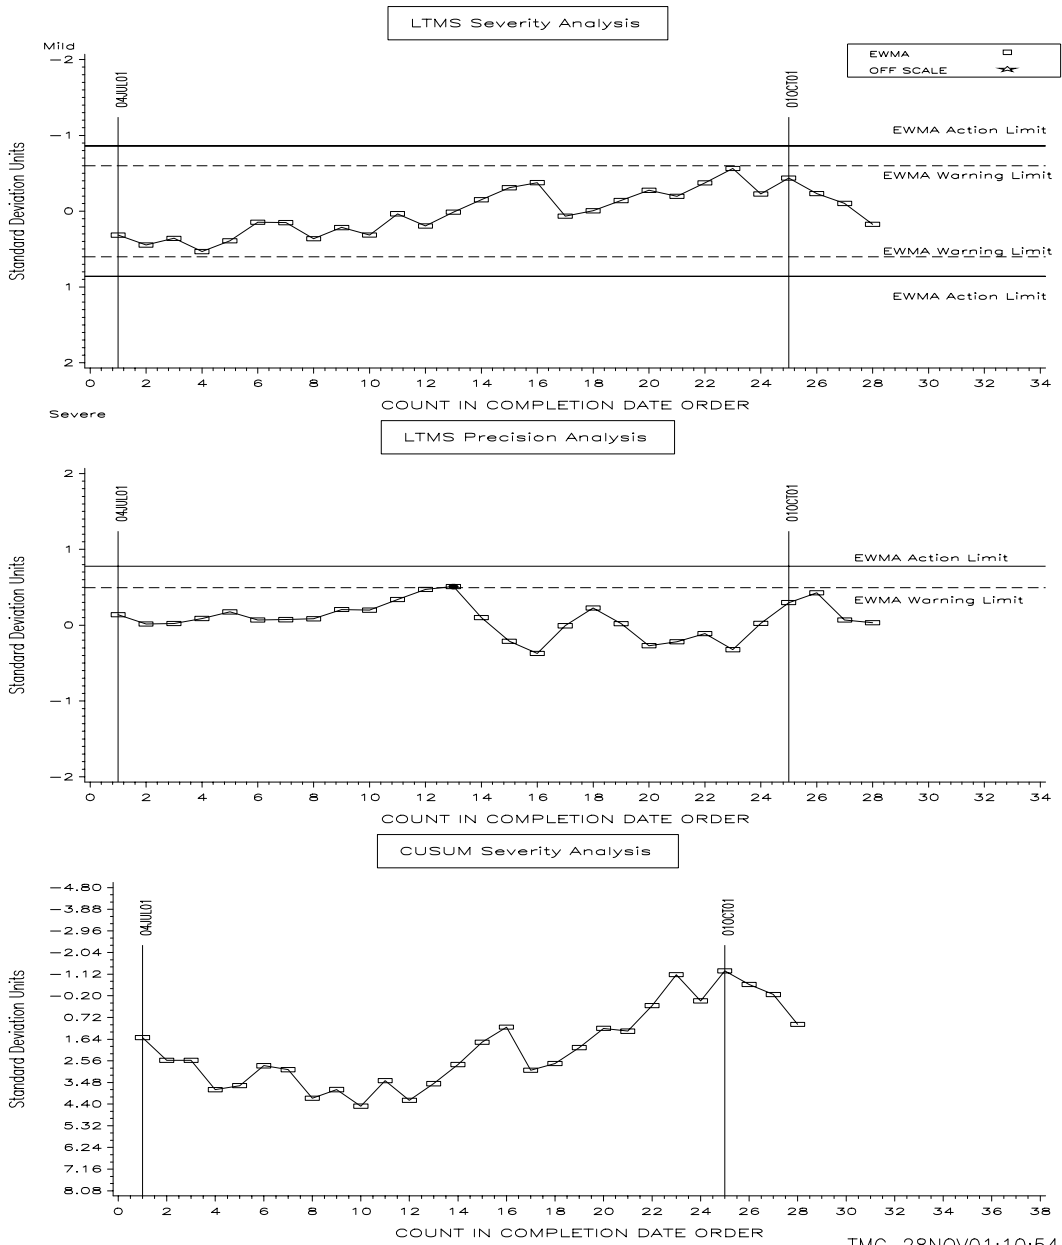 LTMS Severity Analysis
Mild
EWMA
OFF SCALE
-2
-1
0
1
2
Standard Deviation Units
04JUL01
01OCT01
EWMA Action Limit
EWMA Warning Limit
EWMA Warning Limit
EWMA Action Limit
0 2 4 6 8 10 12 14 16 18 20 22 24 26 28 30 32 34
COUNT IN COMPLETION DATE ORDER
Severe
LTMS Precision Analysis
2
1
0
-1
-2
Standard Deviation Units
04JUL01
01OCT01
EWMA Action Limit
EWMA Warning Limit
0 2 4 6 8 10 12 14 16 18 20 22 24 26 28 30 32 34
COUNT IN COMPLETION DATE ORDER
CUSUM Severity Analysis
-4.80
-3.88
-2.96
-2.04
-1.12
-0.20
0.72
1.64
2.56
3.48
4.40
5.32
6.24
7.16
8.08
Standard Deviation Units
04JUL01
01OCT01
0 2 4 6 8 10 12 14 16 18 20 22 24 26 28 30 32 34 36 38
COUNT IN COMPLETION DATE ORDER
TMC 28NOV01:10:54